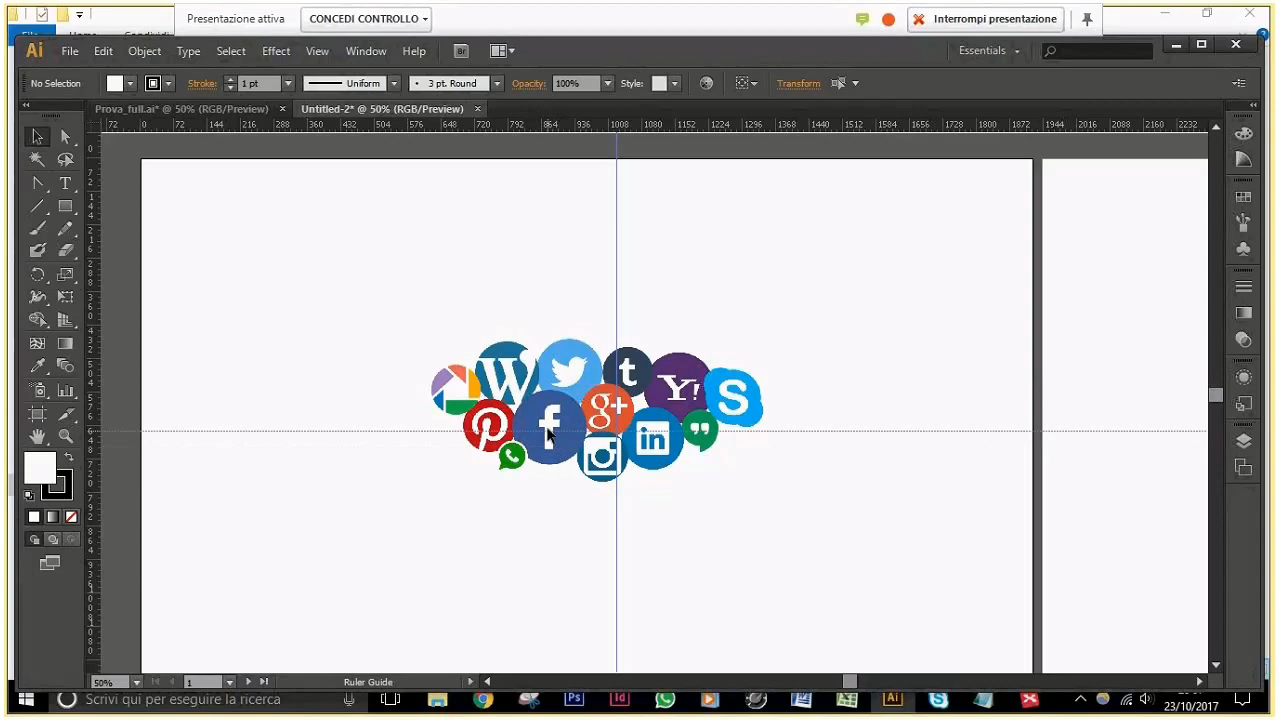 Presentazione attiva
CONCEDI CONTROLLO
Interrompi presentazione
Ai
File Edit Object Type Select Effect View Window Help
Br
Essentials
No Selection
Stroke:
1 pt
Uniform
3 pt. Round
Opacity:
100%
Style:
Transform
Prova_full.ai* @ 50% (RGB/Preview)
Untitled-2* @ 50% (RGB/Preview)
72 0 72 144 216 288 360 432 504 576 648 720 792 864 936 1008 1080 1152 1224 1296 1368 1440 1512 1584 1656 1728 1800 1872 1944 2016 2088 2160 2232
W
t
Y!
S
f
g+
in
50%
1
Ruler Guide
Scrivi qui per eseguire la ricerca
Ps
Id
Ai
23/10/2017